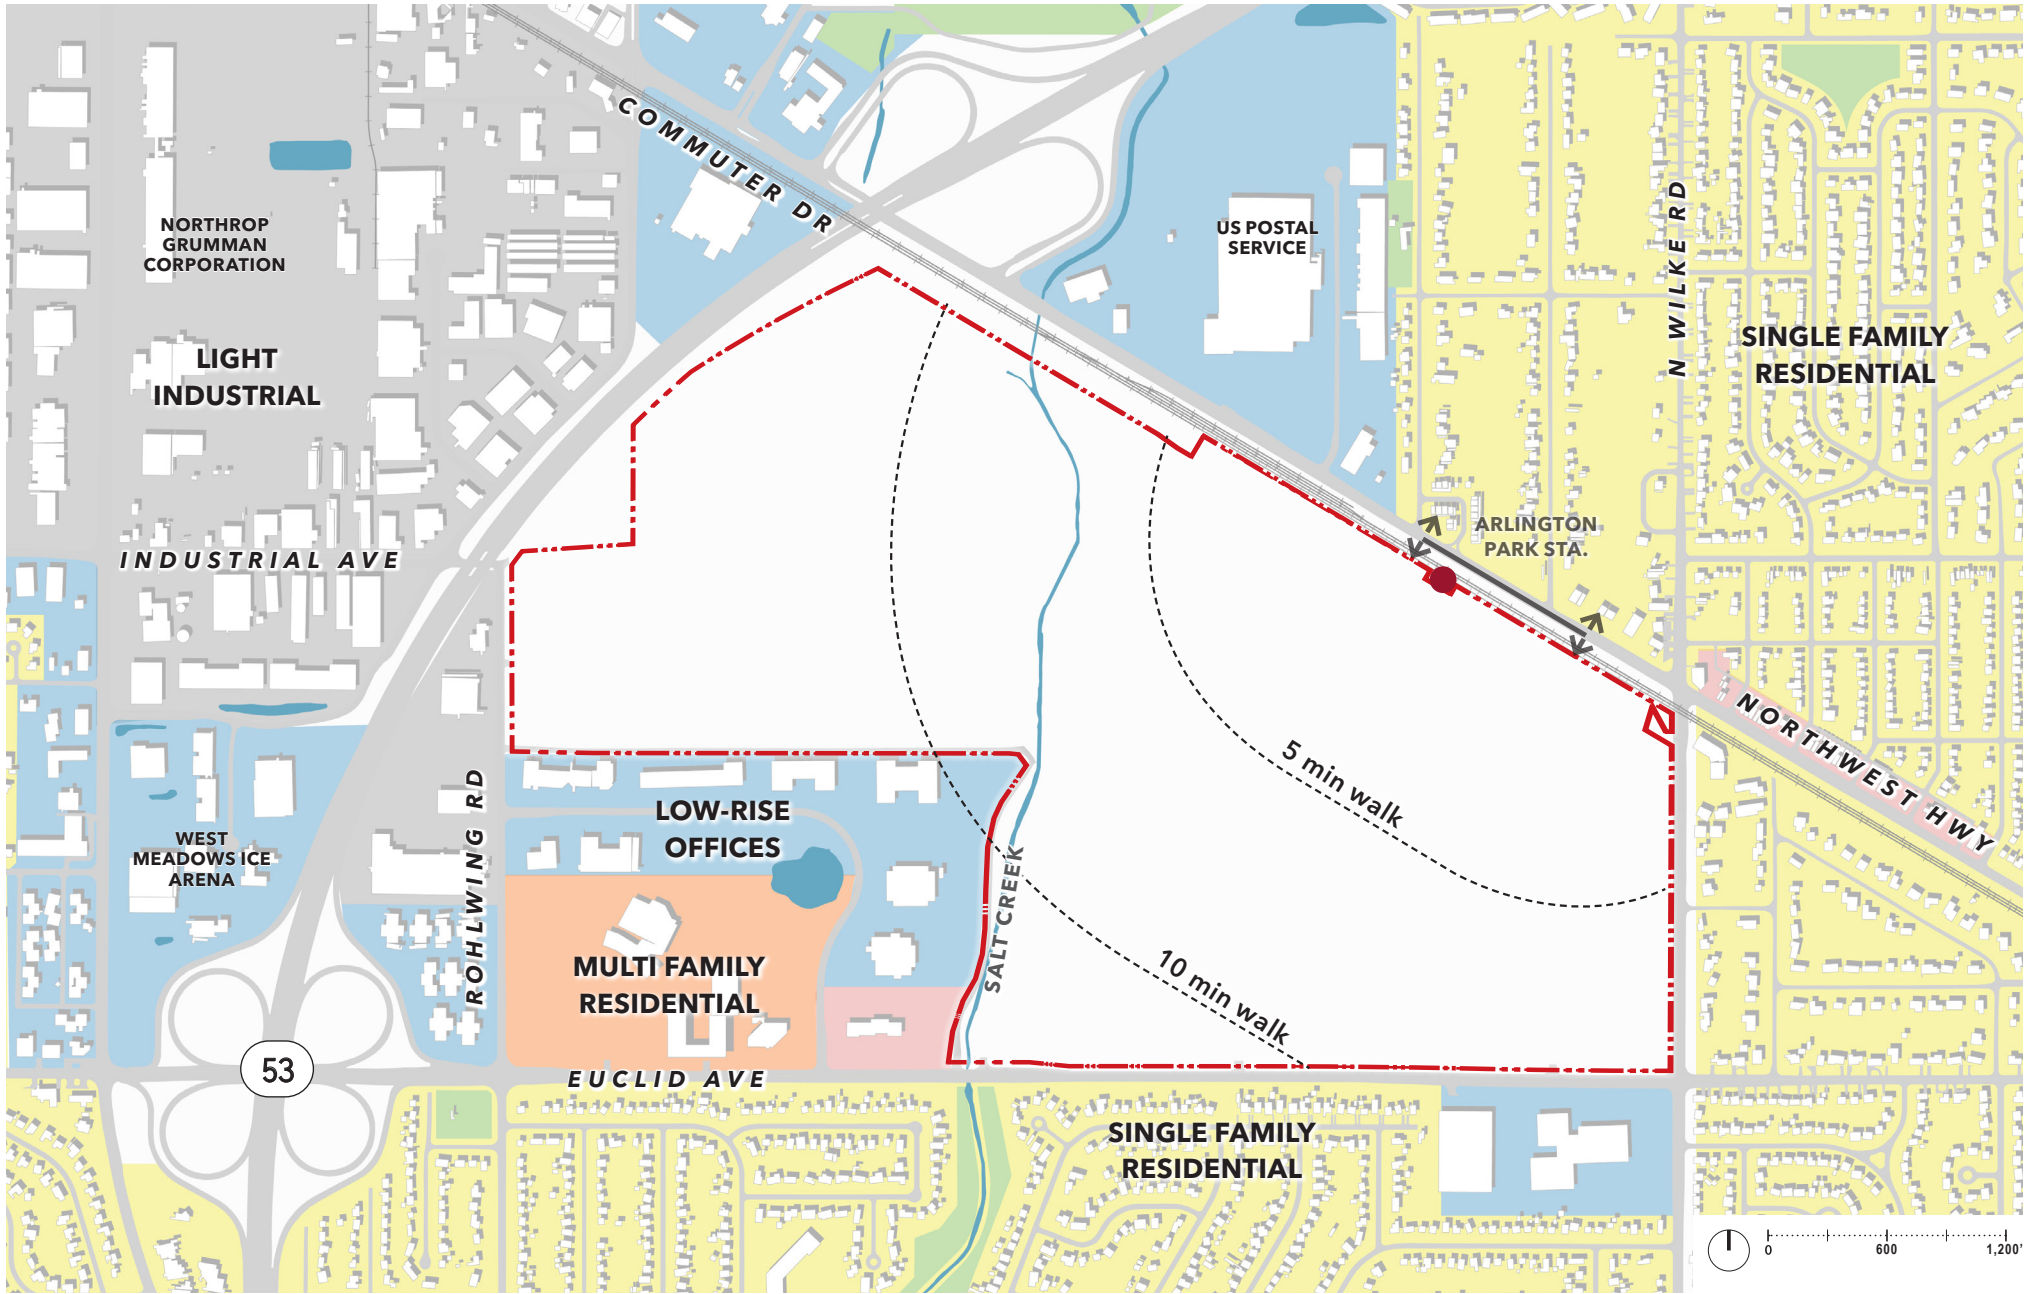 COMMUTER DR
NORTHROP
GRUMMAN
CORPORATION
US POSTAL
SERVICE
N WILKE RD
LIGHT
INDUSTRIAL
SINGLE FAMILY
RESIDENTIAL
INDUSTRIAL AVE
ARLINGTON
PARK STA.
NORTHWEST HWY
5 min walk
ROHLWING RD
LOW-RISE
OFFICES
WEST
MEADOWS ICE
ARENA
SALT CREEK
MULTI FAMILY
RESIDENTIAL
10 min walk
53
EUCLID AVE
SINGLE FAMILY
RESIDENTIAL
0 600 1,200'